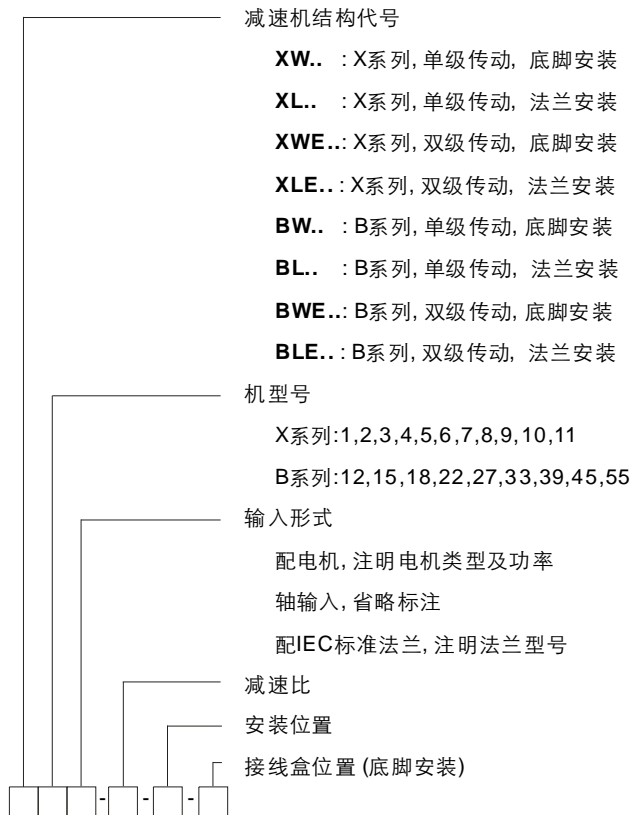 减速机结构代号
XW.. : X系列, 单级传动, 底脚安装
XL.. : X系列, 单级传动, 法兰安装
XWE..: X系列, 双级传动, 底脚安装
XLE..: X系列, 双级传动, 法兰安装
BW.. : B系列, 单级传动, 底脚安装
BL.. : B系列, 单级传动, 法兰安装
BWE..: B系列, 双级传动, 底脚安装
BLE..: B系列, 双级传动, 法兰安装
机型号
X系列:1,2,3,4,5,6,7,8,9,10,11
B系列:12,15,18,22,27,33,39,45,55
输入形式
配电机, 注明电机类型及功率
轴输入, 省略标注
配IEC标准法兰, 注明法兰型号
减速比
安装位置
接线盒位置 (底脚安装)
- - -